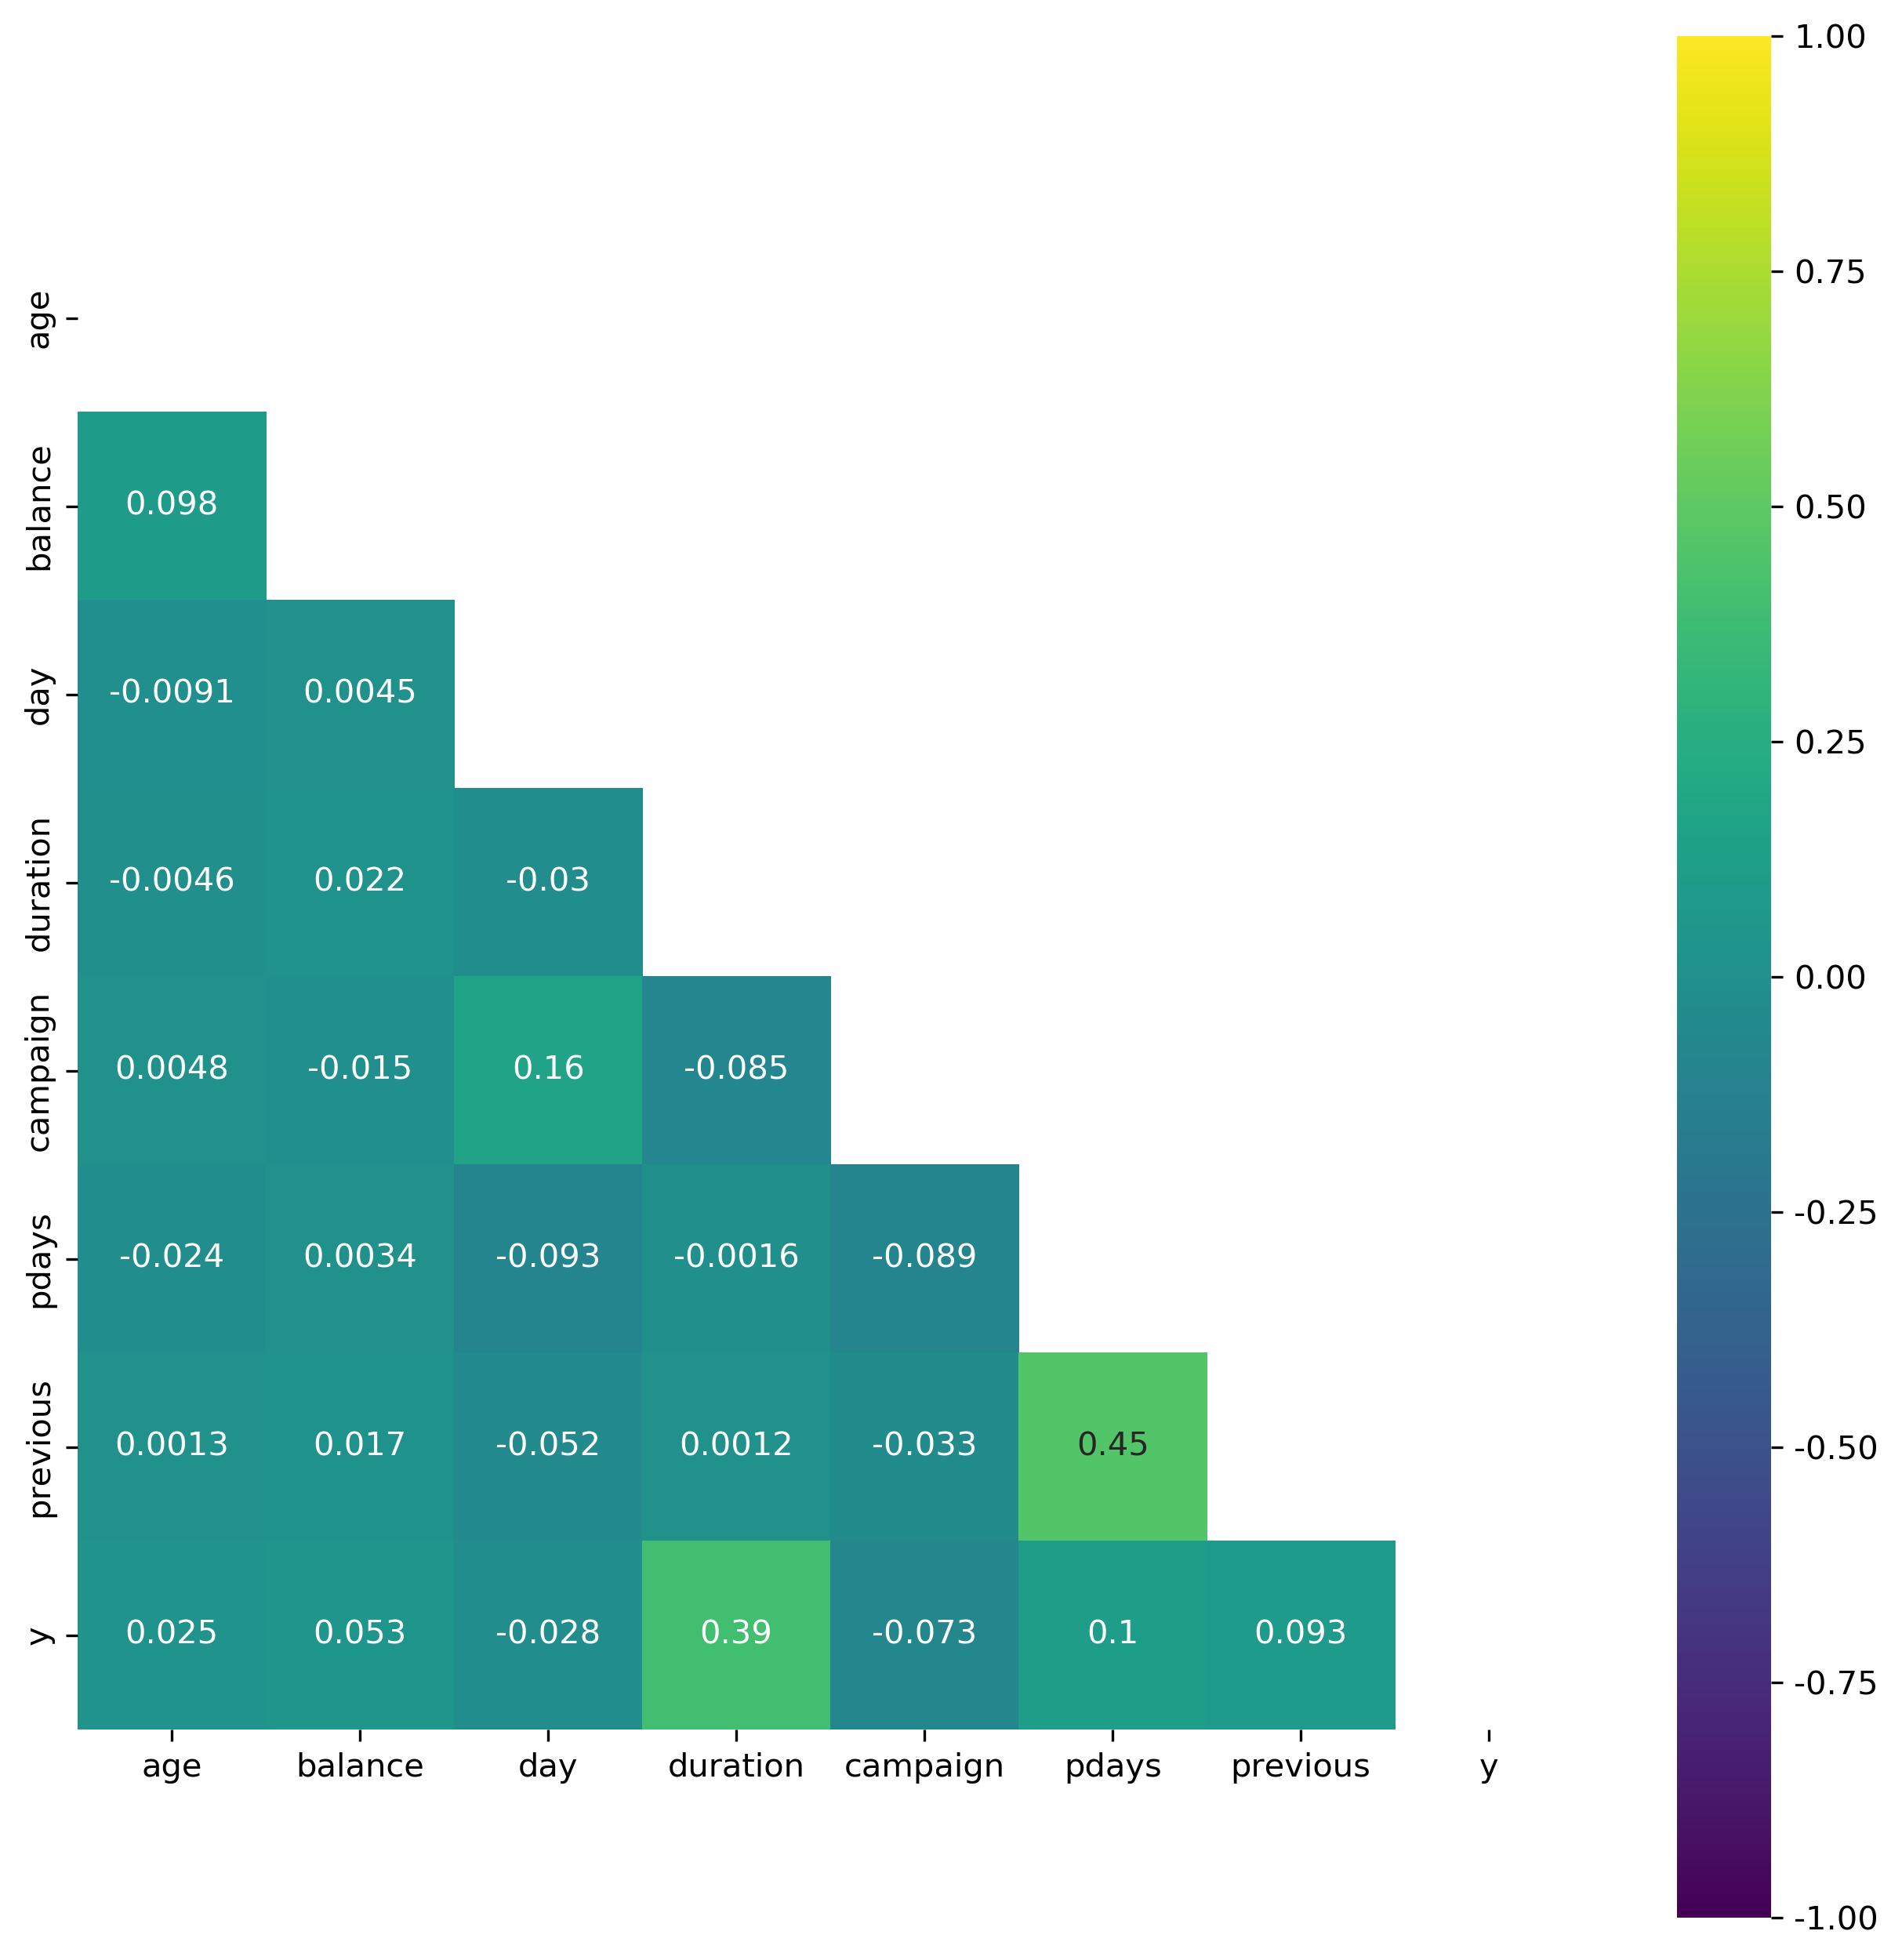 1.00
0.75
age
balance 0.098 0.50
day -0.0091 0.0045
0.25
duration -0.0046 0.022 -0.03
0.00
campaign 0.0048 -0.015 0.16 -0.085
-0.25
pdays -0.024 0.0034 -0.093 -0.0016 -0.089
previous 0.0013 0.017 -0.052 0.0012 -0.033 0.45 -0.50
y 0.025 0.053 -0.028 0.39 -0.073 0.1 0.093
-0.75
age balance day duration campaign pdays previous y
-1.00